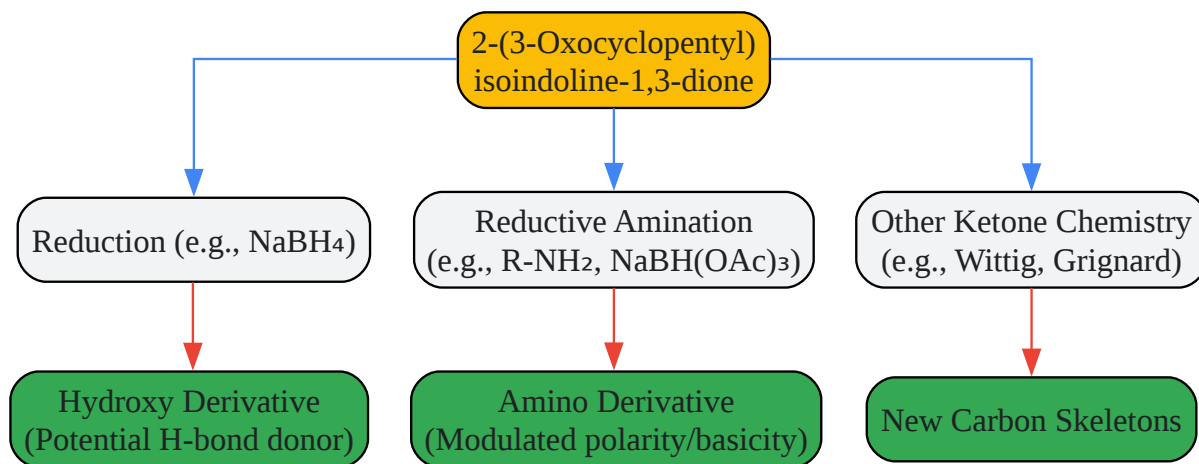 2-(3-Oxocyclopentyl)
isoindoline-1,3-dione
Reduction (e.g., NaBH₄)
Reductive Amination
(e.g., R-NH₂, NaBH(OAc)₃)
Other Ketone Chemistry
(e.g., Wittig, Grignard)
Hydroxy Derivative
(Potential H-bond donor)
Amino Derivative
(Modulated polarity/basicity)
New Carbon Skeletons